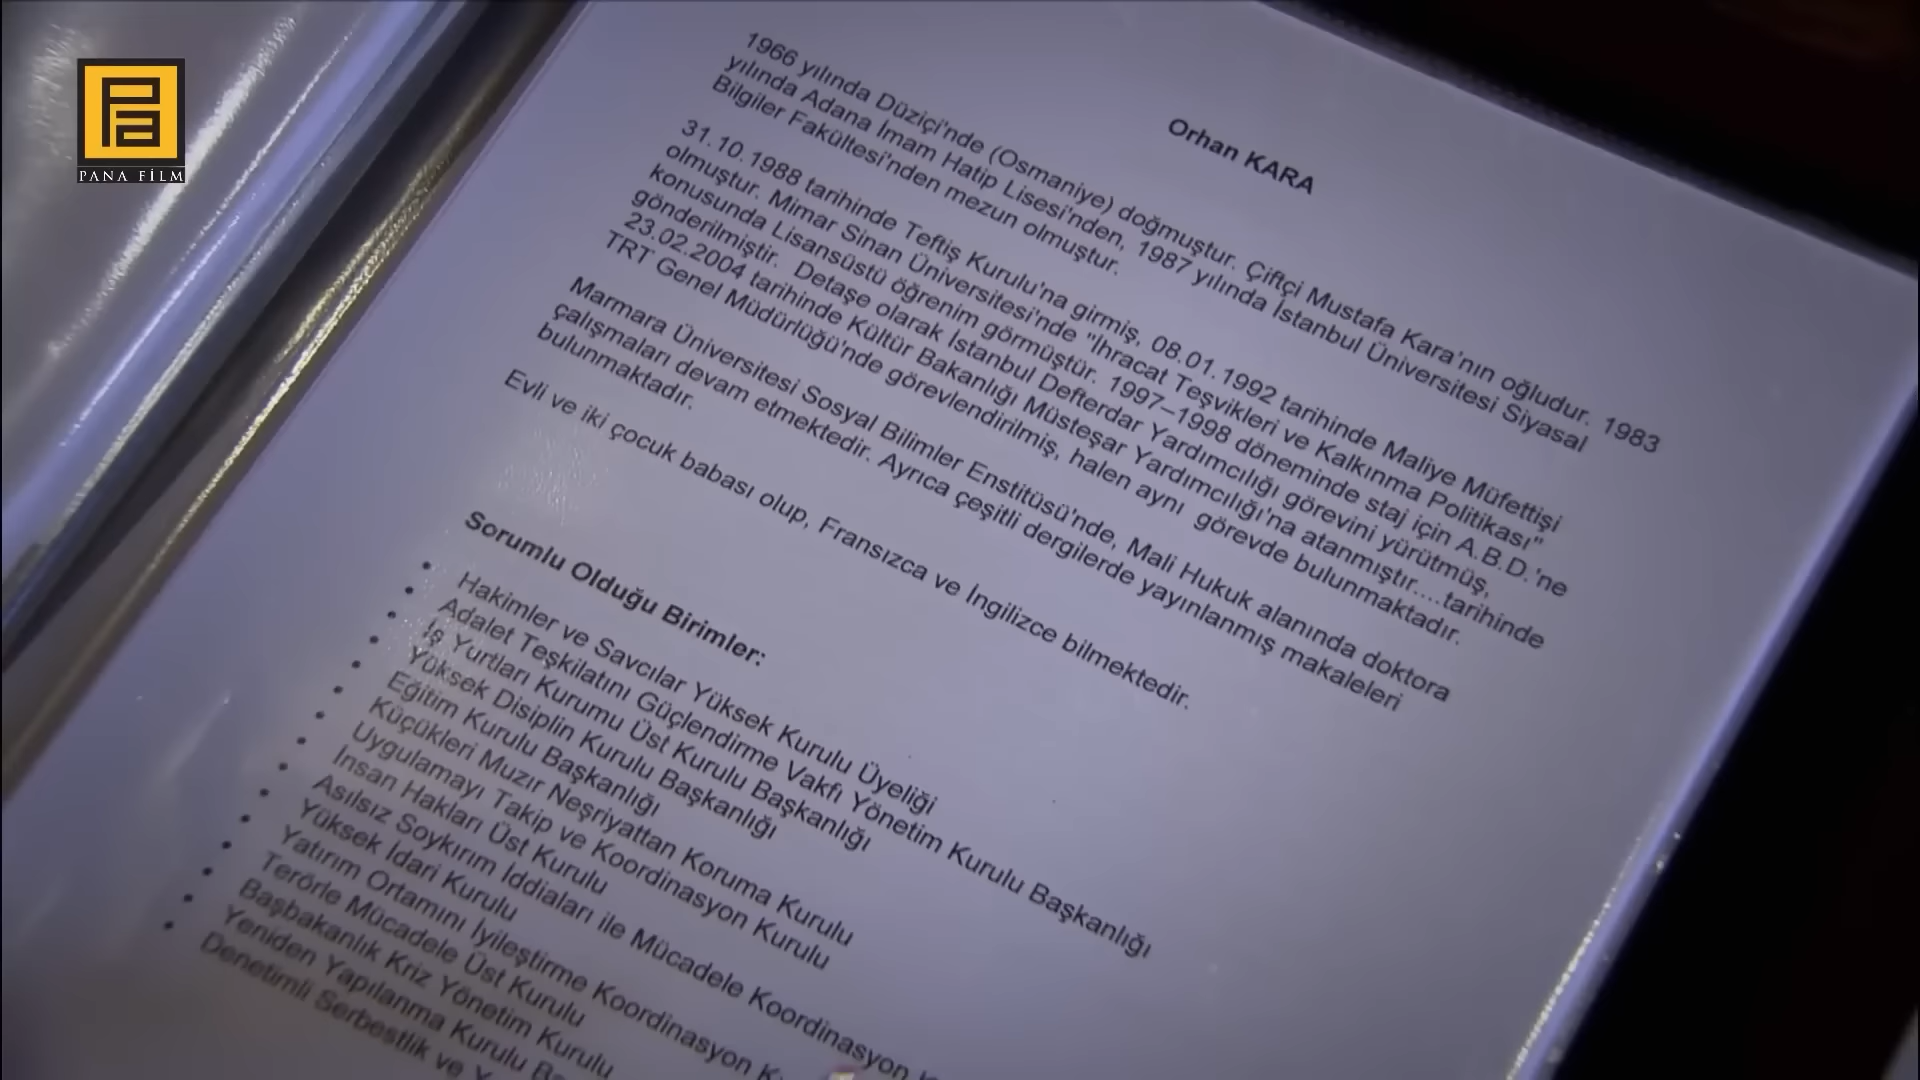 PANA FİLM
Orhan KARA
1966 yılında Düziçi'nde (Osmaniye) doğmuştur. Çiftçi Mustafa Kara'nın oğludur. 1983
yılında Adana İmam Hatip Lisesi'nden, 1987 yılında İstanbul Üniversitesi Siyasal
Bilgiler Fakültesi'nden mezun olmuştur.
31.10.1988 tarihinde Teftiş Kurulu'na girmiş, 08.01.1992 tarihinde Maliye Müfettişi
olmuştur. Mimar Sinan Üniversitesi'nde "İhracat Teşvikleri ve Kalkınma Politikası"
konusunda Lisansüstü öğrenim görmüştür. 1997–1998 döneminde staj için A.B.D.'ne
gönderilmiştir. Detaşe olarak İstanbul Defterdar Yardımcılığı görevini yürütmüş,
23.02.2004 tarihinde Kültür Bakanlığı Müsteşar Yardımcılığı'na atanmıştır....tarihinde
TRT Genel Müdürlüğü'nde görevlendirilmiş, halen aynı görevde bulunmaktadır.
Marmara Üniversitesi Sosyal Bilimler Enstitüsü'nde, Mali Hukuk alanında doktora
çalışmaları devam etmektedir. Ayrıca çeşitli dergilerde yayınlanmış makaleleri
bulunmaktadır.
Evli ve iki çocuk babası olup, Fransızca ve İngilizce bilmektedir.
Sorumlu Olduğu Birimler:
• Hakimler ve Savcılar Yüksek Kurulu Üyeliği
• Adalet Teşkilatını Güçlendirme Vakfı Yönetim Kurulu Başkanlığı
• İş Yurtları Kurumu Üst Kurulu Başkanlığı
• Yüksek Disiplin Kurulu Başkanlığı
• Eğitim Kurulu Başkanlığı
• Küçükleri Muzır Neşriyattan Koruma Kurulu
• Uygulamayı Takip ve Koordinasyon Kurulu
• İnsan Hakları Üst Kurulu
• Asılsız Soykırım İddiaları ile Mücadele Koordinasyon
• Yüksek İdari Kurulu
• Yatırım Ortamını İyileştirme Koordinasyon
• Terörle Mücadele Üst Kurulu
• Başbakanlık Kriz Yönetim Kurulu
• Yeniden Yapılanma Kurulu
• Denetimli Serbestlik ve